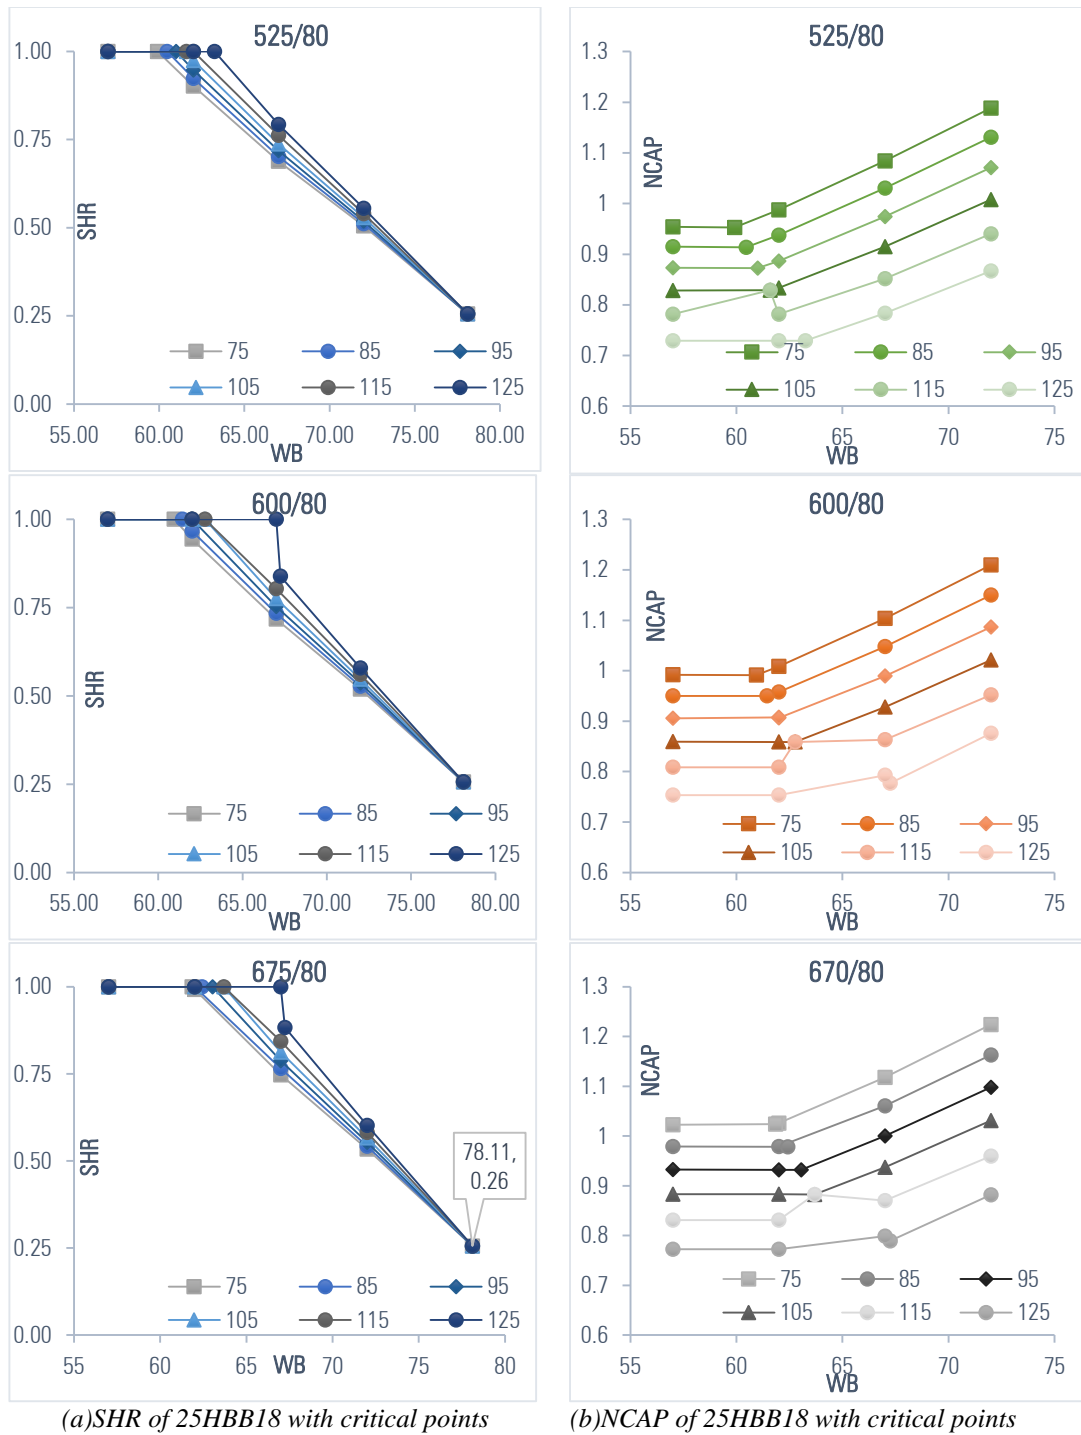 525/80
1.00
0.75
0.50
0.25
0.00
SHR
55.00 60.00 65.00 70.00 75.00 80.00
WB
75 85 95
105 115 125
525/80
1.3
1.2
1.1
1
0.9
0.8
0.7
0.6
NCAP
55 60 65 70 75
WB
75 85 95
105 115 125
600/80
1.00
0.75
0.50
0.25
0.00
SHR
55.00 60.00 65.00 70.00 75.00 80.00
WB
75 85 95
105 115 125
600/80
1.3
1.2
1.1
1
0.9
0.8
0.7
0.6
NCAP
55 60 65 70 75
WB
75 85 95
105 115 125
675/80
1.00
0.75
0.50
0.25
0.00
SHR
78.11,
0.26
55 60 65 70 75 80
WB
75 85 95
105 115 125
670/80
1.3
1.2
1.1
1
0.9
0.8
0.7
0.6
NCAP
55 60 65 70 75
WB
75 85 95
105 115 125
(a)SHR of 25HBB18 with critical points
(b)NCAP of 25HBB18 with critical points